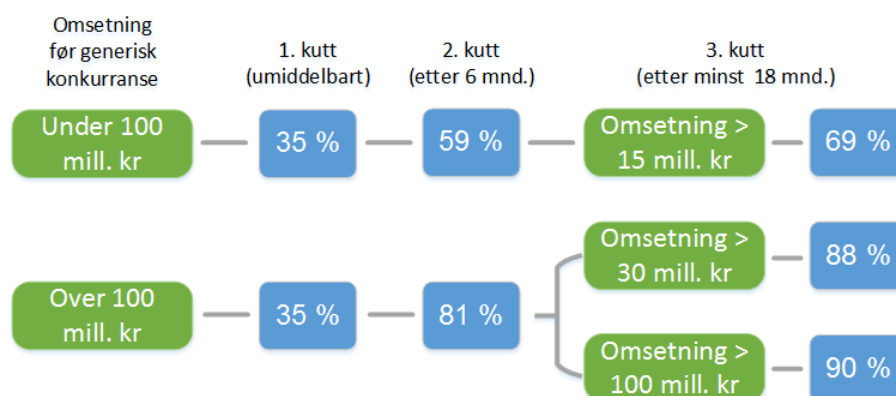 Omsetning
før generisk
konkurranse
1. kutt
(umiddelbart)
2. kutt
(etter 6 mnd.)
3. kutt
(etter minst 18 mnd.)
Under 100
mill. kr
35 %
59 %
Omsetning >
15 mill. kr
69 %
Over 100
mill. kr
35 %
81 %
Omsetning >
30 mill. kr
88 %
Omsetning >
100 mill. kr
90 %